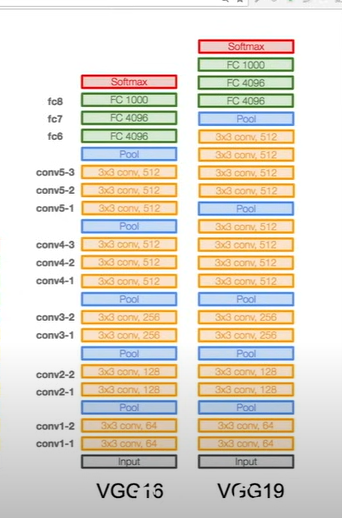 Softmax
FC 1000
Softmax FC 4096
fc8 FC 1000 FC 4096
fc7 FC 4096 Pool
fc6 FC 4096 3x3 conv, 512
Pool 3x3 conv, 512
conv5-3 3x3 conv, 512 3x3 conv, 512
conv5-2 3x3 conv, 512 3x3 conv, 512
conv5-1 3x3 conv, 512 Pool
Pool 3x3 conv, 512
conv4-3 3x3 conv, 512 3x3 conv, 512
conv4-2 3x3 conv, 512 3x3 conv, 512
conv4-1 3x3 conv, 512 3x3 conv, 512
Pool Pool
conv3-2 3x3 conv, 256 3x3 conv, 256
conv3-1 3x3 conv, 256 3x3 conv, 256
Pool Pool
conv2-2 3x3 conv, 128 3x3 conv, 128
conv2-1 3x3 conv, 128 3x3 conv, 128
Pool Pool
conv1-2 3x3 conv, 64 3x3 conv, 64
conv1-1 3x3 conv, 64 3x3 conv, 64
Input Input
VGG16 VGG19